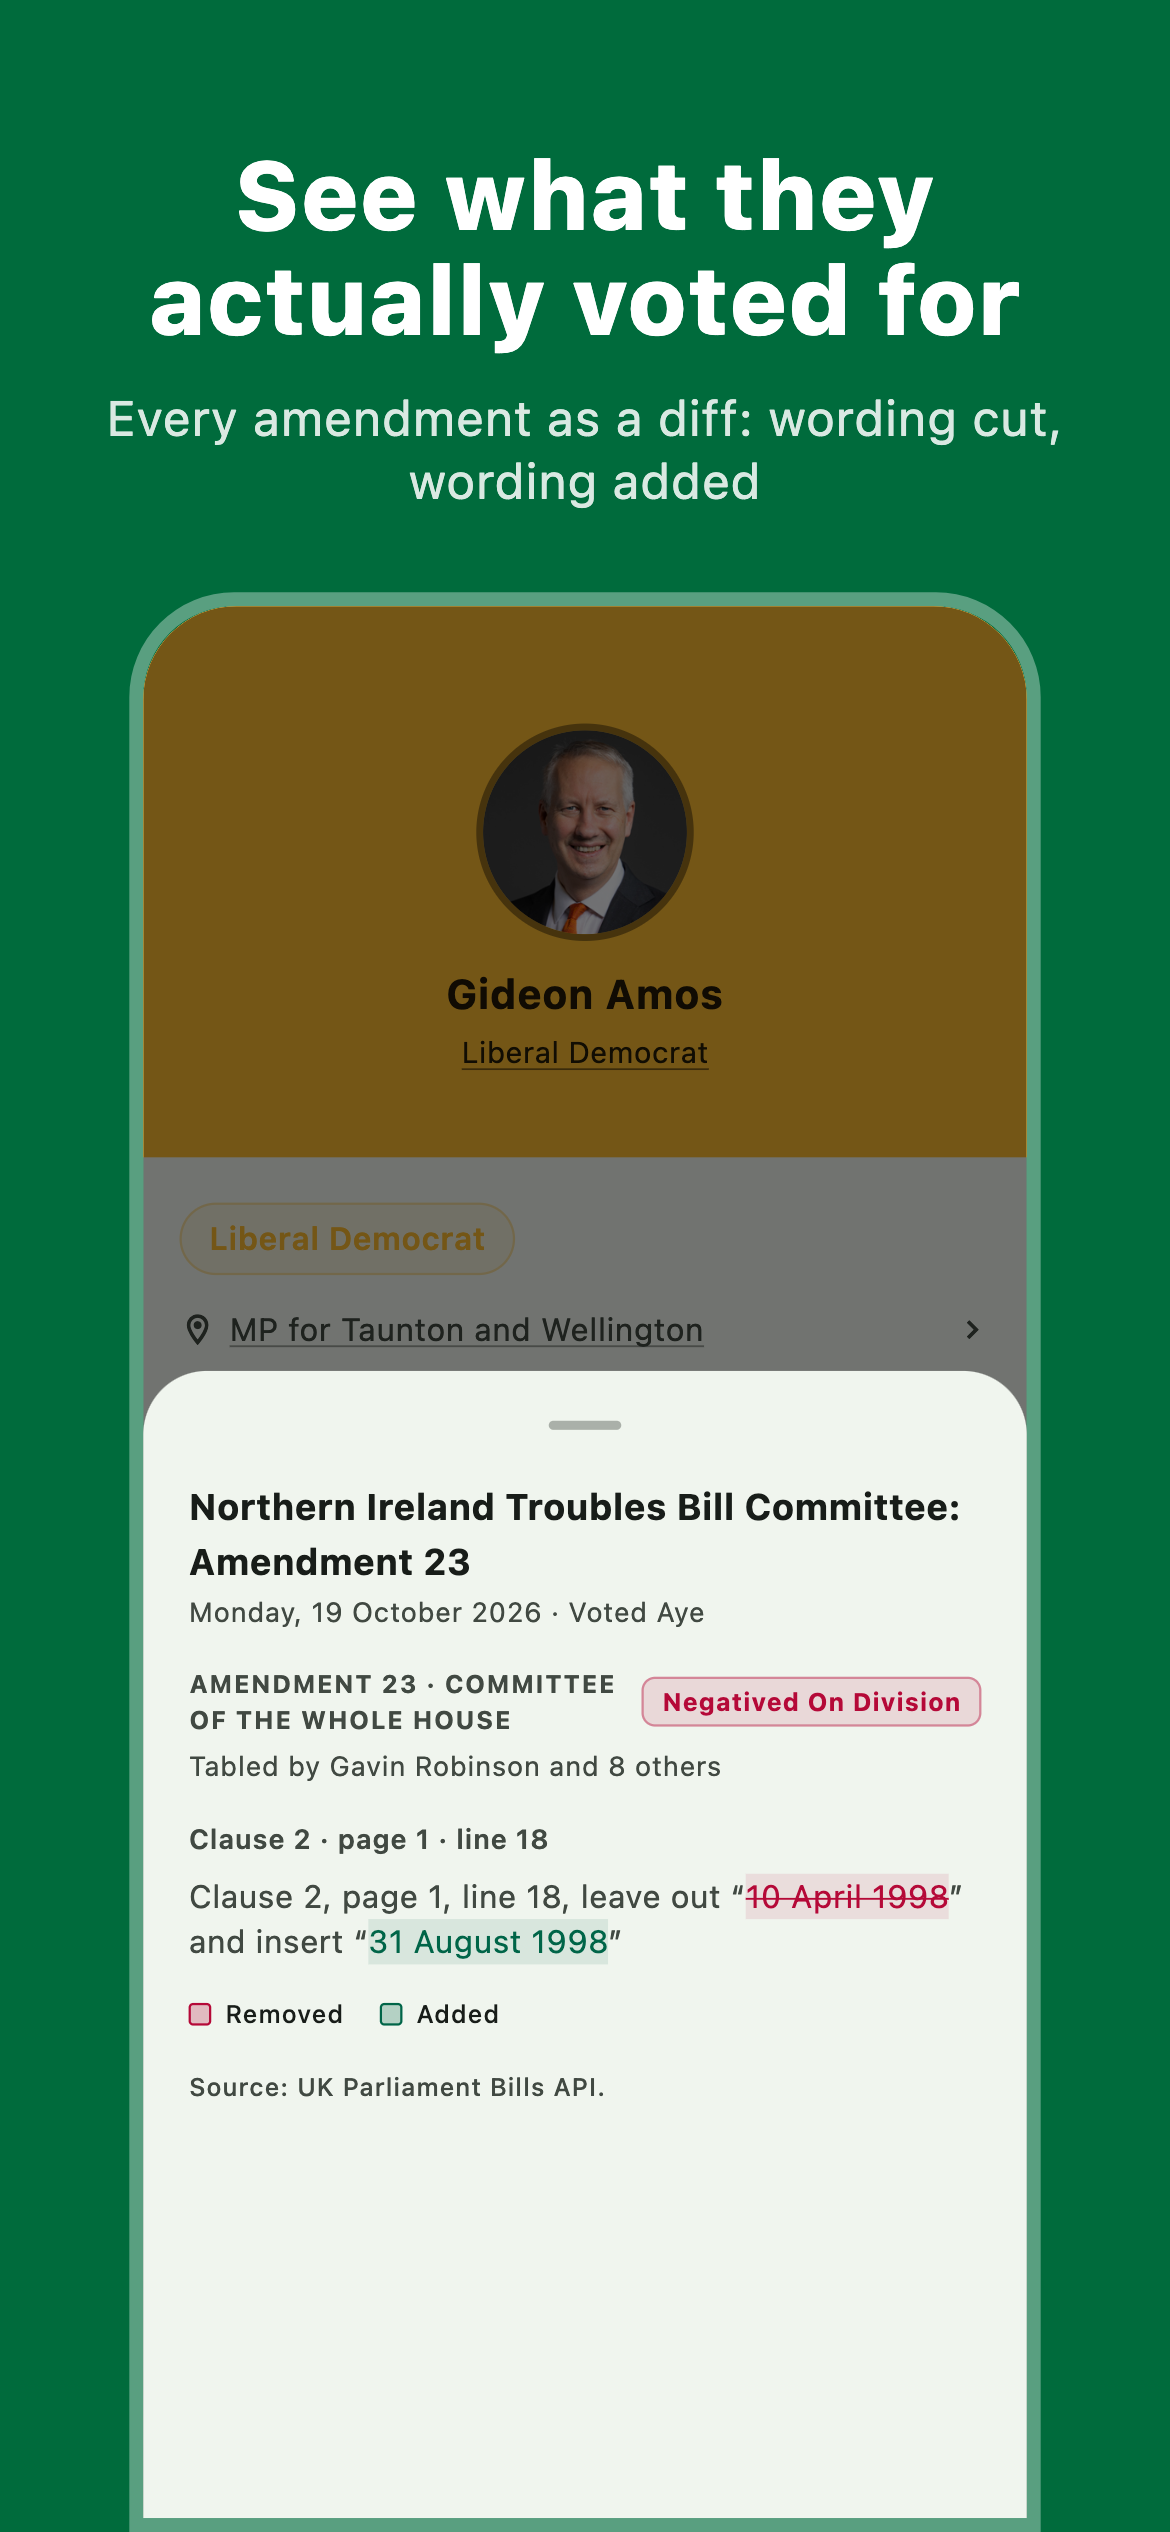 See what they
actually voted for
Every amendment as a diff: wording cut,
wording added
Gideon Amos
Liberal Democrat
Liberal Democrat
MP for Taunton and Wellington
Northern Ireland Troubles Bill Committee:
Amendment 23
Monday, 19 October 2026 · Voted Aye
AMENDMENT 23 · COMMITTEE
OF THE WHOLE HOUSE
Negatived On Division
Tabled by Gavin Robinson and 8 others
Clause 2 · page 1 · line 18
Clause 2, page 1, line 18, leave out “10 April 1998”
and insert “31 August 1998”
Removed Added
Source: UK Parliament Bills API.